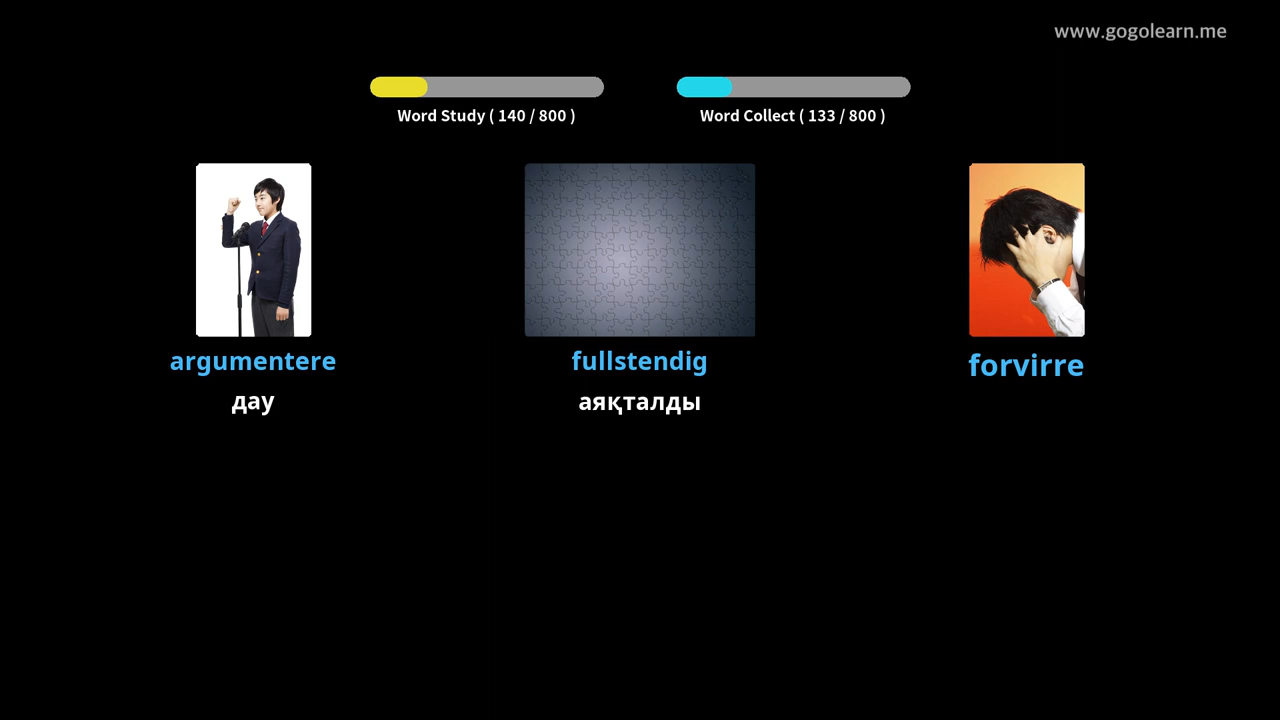 www.gogolearn.me
Word Study ( 140 / 800 )
Word Collect ( 133 / 800 )
argumentere
fullstendig
forvirre
дау
аяқталды